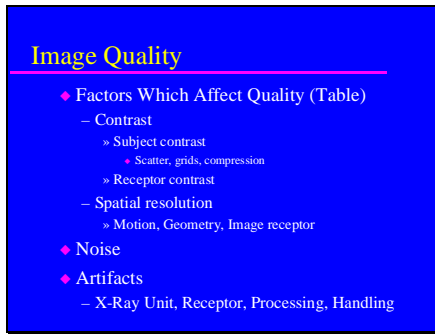 Image Quality
◆ Factors Which Affect Quality (Table)
– Contrast
» Subject contrast
◆ Scatter, grids, compression
» Receptor contrast
– Spatial resolution
» Motion, Geometry, Image receptor
◆ Noise
◆ Artifacts
– X-Ray Unit, Receptor, Processing, Handling